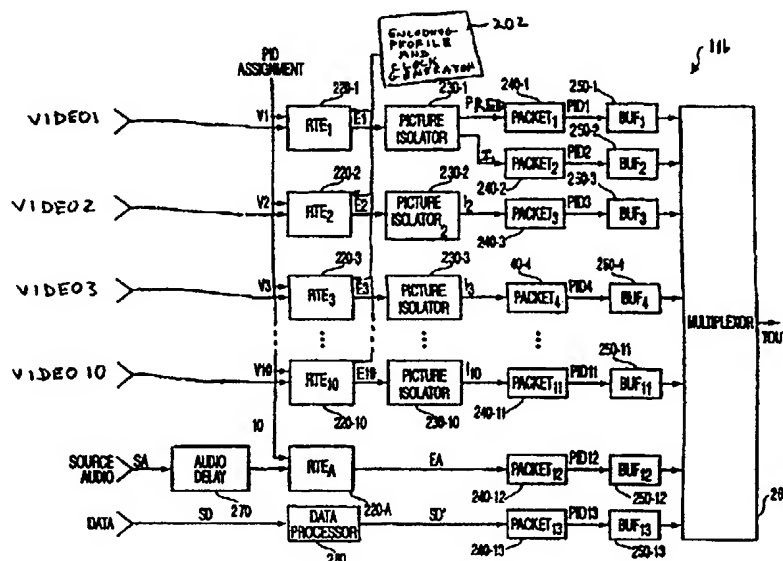 ENCODING
PROFILE
AND
CLOCK
GENERATOR
202
116
PID
ASSIGNMENT
220-1
230-1
PRED
240-1
PID1
250-1
VIDEO1
V1
RTE1
E1
PICTURE
ISOLATOR
PACKET1
BUF1
I1
PACKET2
PID2
250-2
BUF2
220-2
230-2
240-2
250-3
VIDEO2
V2
RTE2
E2
PICTURE
ISOLATOR 2
I2
PACKET3
PID3
BUF3
240-3
220-3
230-3
40-4
250-4
VIDEO3
V3
RTE3
E3
PICTURE
ISOLATOR
I3
PACKET4
PID4
BUF4
MULTIPLEXOR
TOUT
250-11
VIDEO10
V10
RTE10
E10
PICTURE
ISOLATOR
I10
PACKET11
PID11
BUF11
10
220-10
230-10
240-11
SOURCE
AUDIO
SA
AUDIO
DELAY
RTEA
EA
PACKET12
PID12
BUF12
270
220-A
240-12
250-12
DATA
SD
DATA
PROCESSOR
SD'
PACKET13
PID13
BUF13
280
240-13
250-13